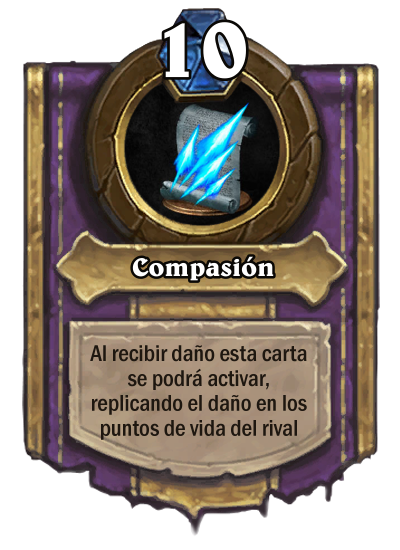 10
Compasión
Al recibir daño esta carta
se podrá activar,
replicando el daño en los
puntos de vida del rival